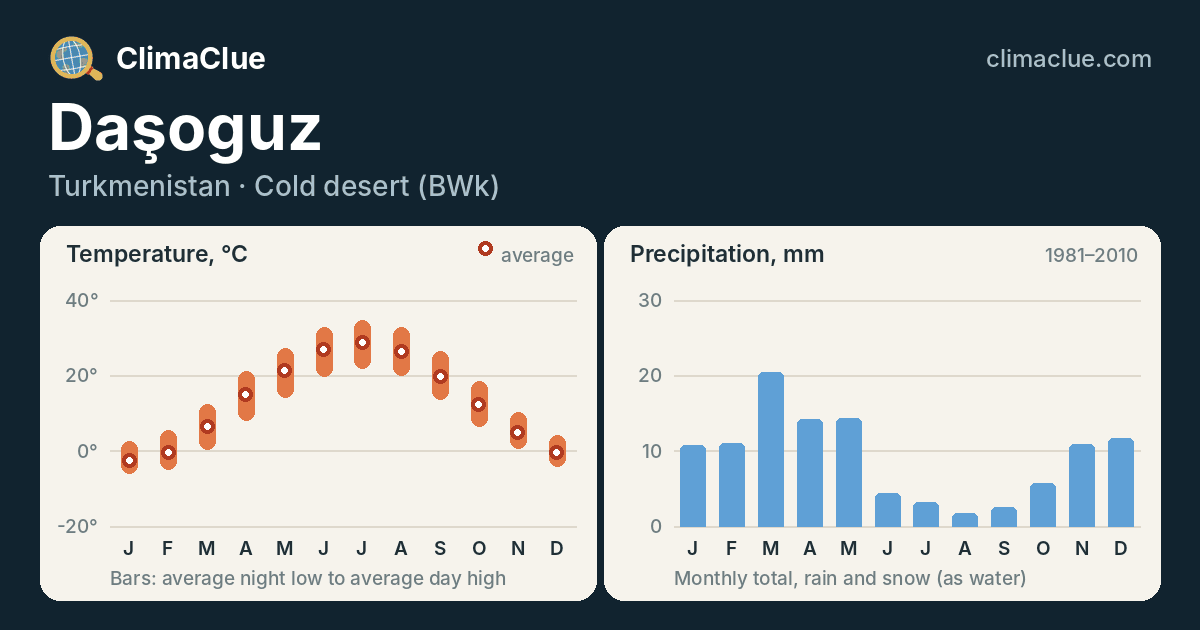 ClimaClue
climaclue.com
Daşoguz
Turkmenistan · Cold desert (BWk)
Temperature, °C
average
40°
20°
0°
-20°
J F M A M J J A S O N D
Bars: average night low to average day high
Precipitation, mm
1981–2010
30
20
10
0
J F M A M J J A S O N D
Monthly total, rain and snow (as water)